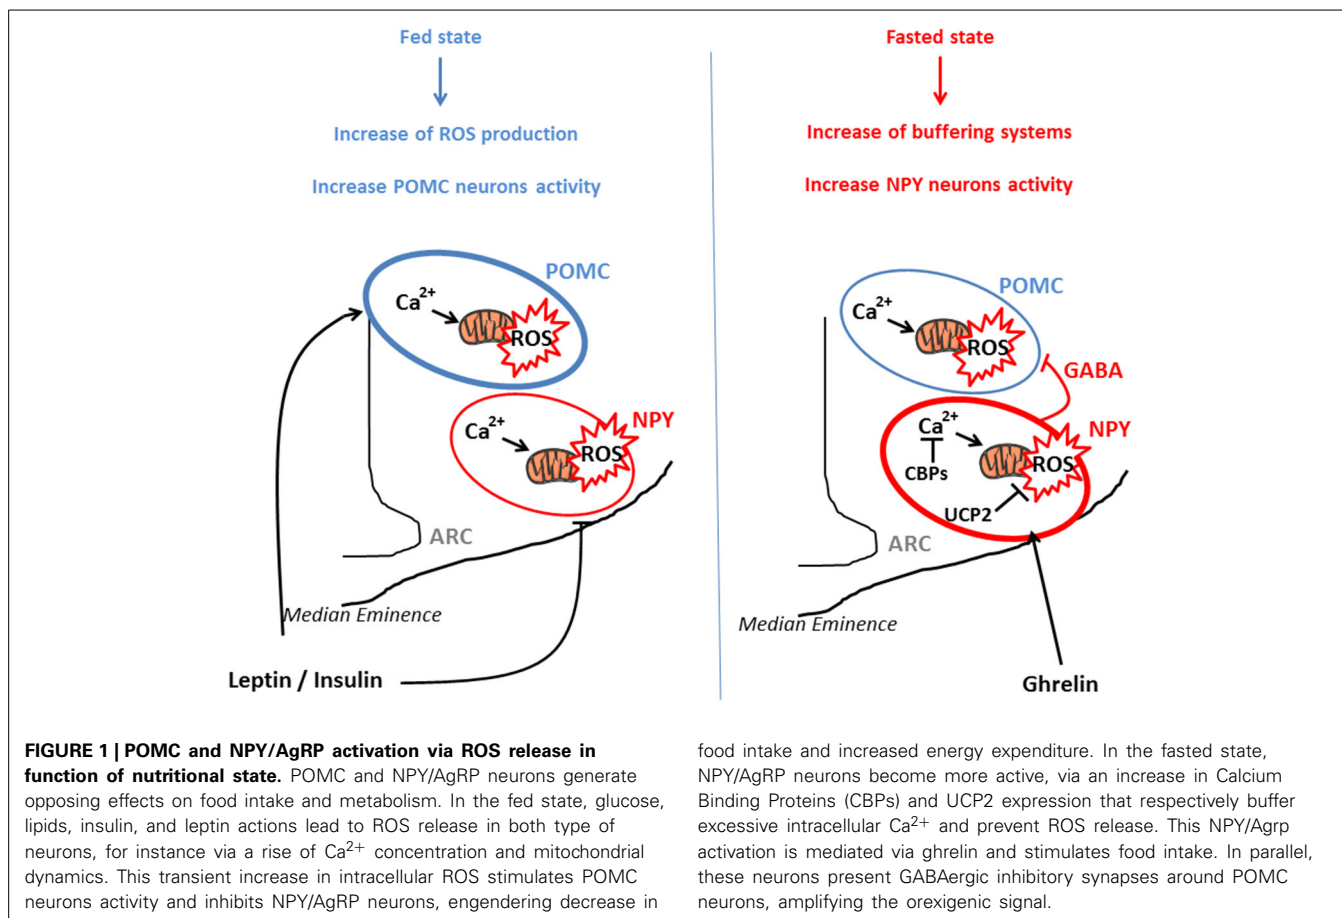 Fed state
Increase of ROS production
Increase POMC neurons activity
POMC
Ca²⁺
ROS
NPY
Ca²⁺
ROS
ARC
Median Eminence
Leptin / Insulin
Fasted state
Increase of buffering systems
Increase NPY neurons activity
POMC
Ca²⁺
ROS
GABA
NPY
Ca²⁺
ROS
CBPs
UCP2
ARC
Median Eminence
Ghrelin
FIGURE 1 | POMC and NPY/AgRP activation via ROS release in
function of nutritional state. POMC and NPY/AgRP neurons generate
opposing effects on food intake and metabolism. In the fed state, glucose,
lipids, insulin, and leptin actions lead to ROS release in both type of
neurons, for instance via a rise of Ca²⁺ concentration and mitochondrial
dynamics. This transient increase in intracellular ROS stimulates POMC
neurons activity and inhibits NPY/AgRP neurons, engendering decrease in
food intake and increased energy expenditure. In the fasted state,
NPY/AgRP neurons become more active, via an increase in Calcium
Binding Proteins (CBPs) and UCP2 expression that respectively buffer
excessive intracellular Ca²⁺ and prevent ROS release. This NPY/Agrp
activation is mediated via ghrelin and stimulates food intake. In parallel,
these neurons present GABAergic inhibitory synapses around POMC
neurons, amplifying the orexigenic signal.